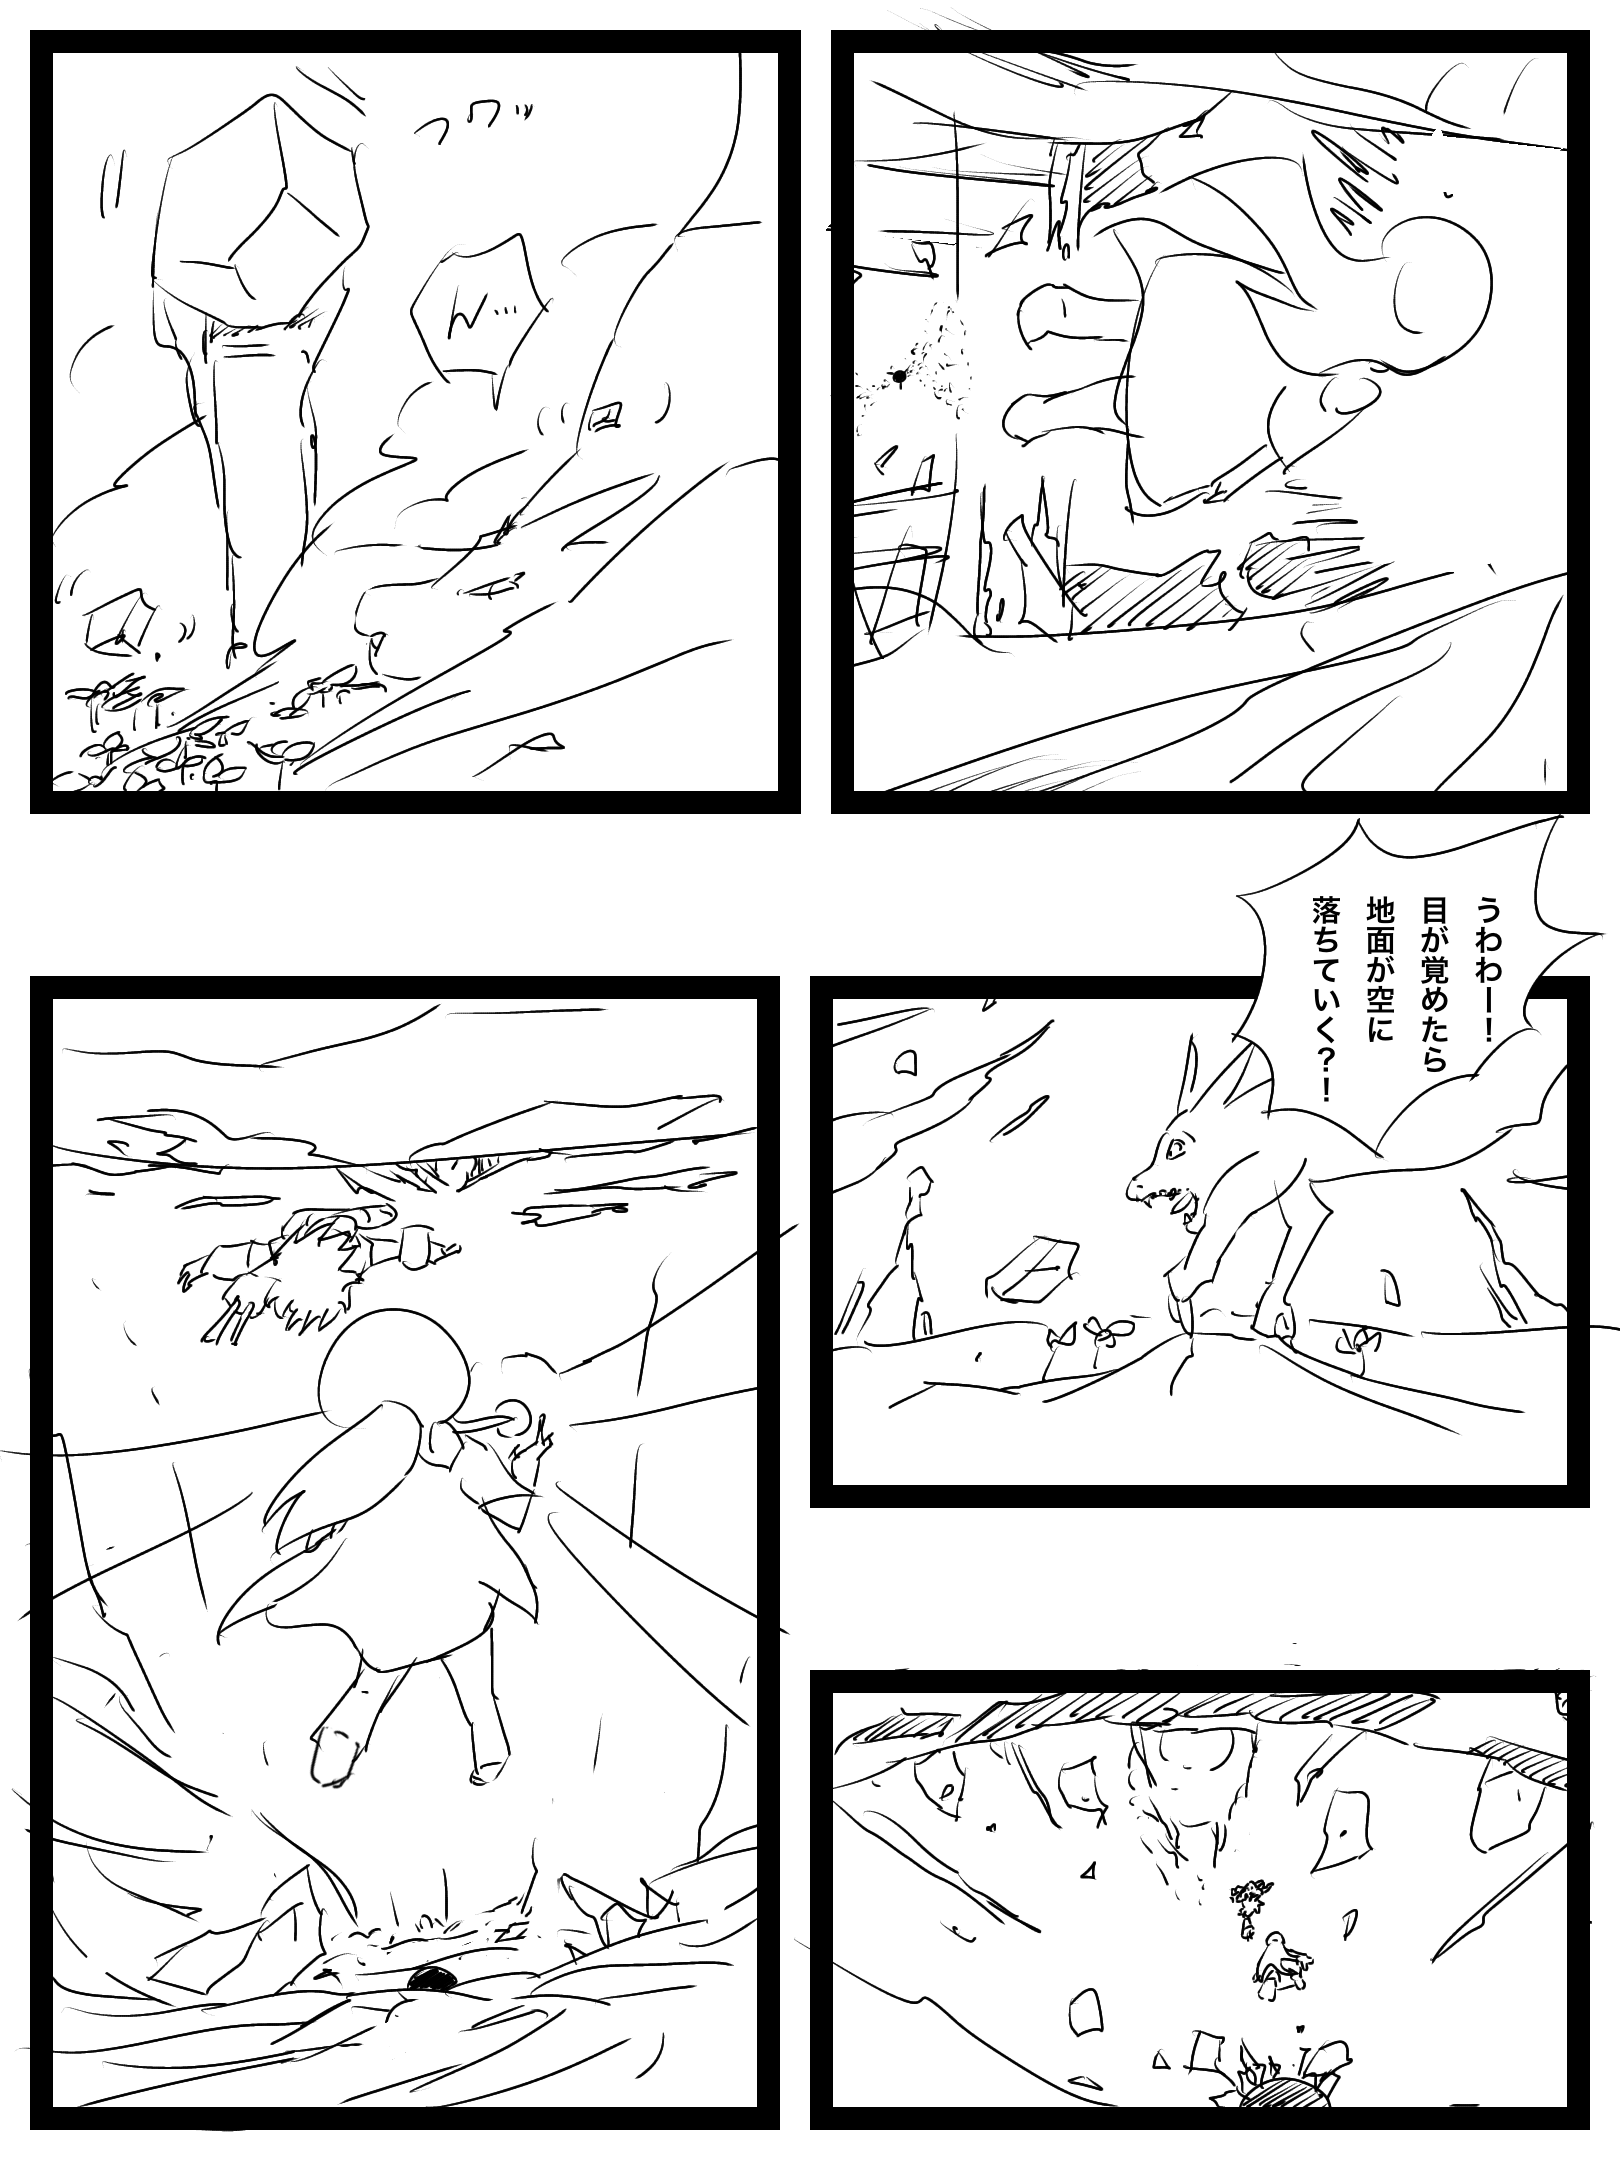 うわわー!
目が覚めたら
地面が空に
落ちていく?!
フワッ
ん…